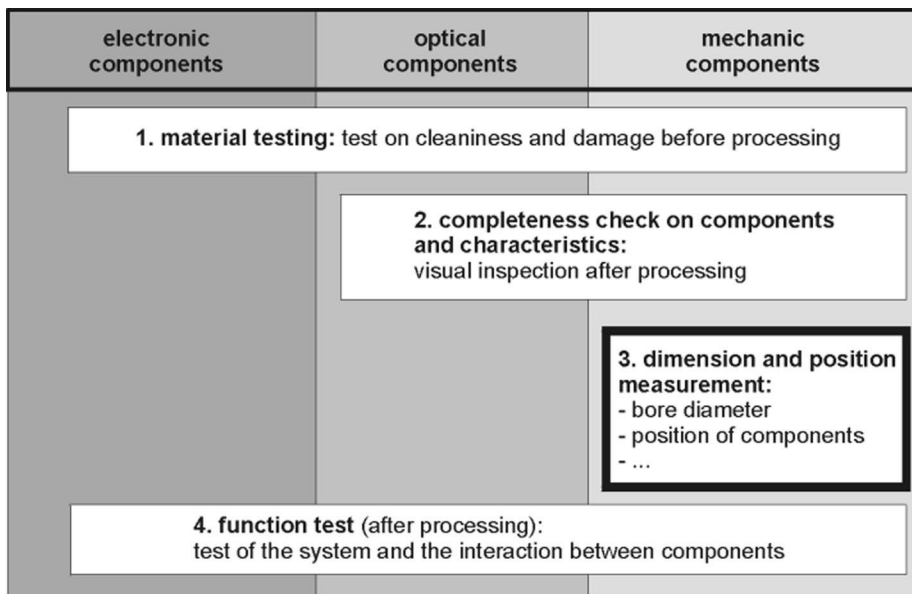 electronic
components
optical
components
mechanic
components
1. material testing: test on cleaniness and damage before processing
2. completeness check on components
and characteristics:
visual inspection after processing
3. dimension and position
measurement:
- bore diameter
- position of components
- ...
4. function test (after processing):
test of the system and the interaction between components